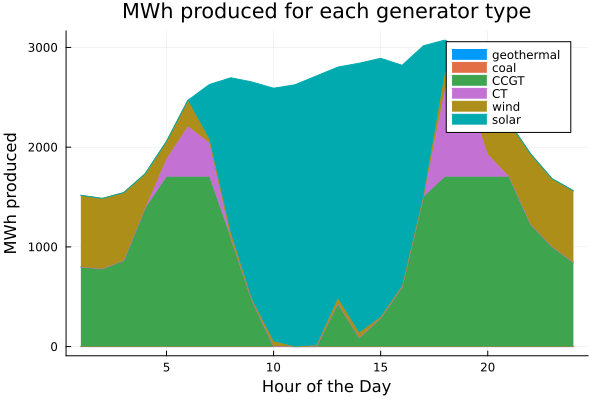 MWh produced for each generator type
MWh produced
3000
2000
1000
0
geothermal
coal
CCGT
CT
wind
solar
5
10
15
20
Hour of the Day